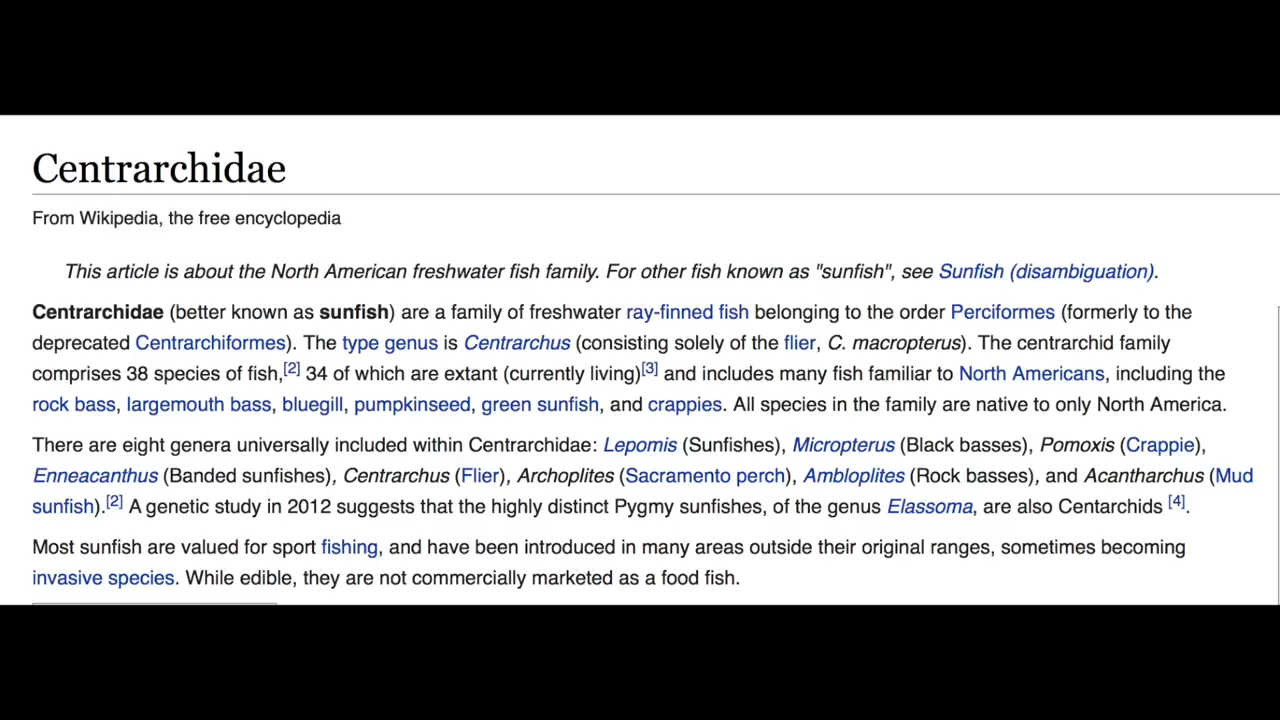 Centrarchidae
From Wikipedia, the free encyclopedia
This article is about the North American freshwater fish family. For other fish known as "sunfish", see Sunfish (disambiguation).
Centrarchidae (better known as sunfish) are a family of freshwater ray-finned fish belonging to the order Perciformes (formerly to the
deprecated Centrarchiformes). The type genus is Centrarchus (consisting solely of the flier, C. macropterus). The centrarchid family
comprises 38 species of fish,[2] 34 of which are extant (currently living)[3] and includes many fish familiar to North Americans, including the
rock bass, largemouth bass, bluegill, pumpkinseed, green sunfish, and crappies. All species in the family are native to only North America.
There are eight genera universally included within Centrarchidae: Lepomis (Sunfishes), Micropterus (Black basses), Pomoxis (Crappie),
Enneacanthus (Banded sunfishes), Centrarchus (Flier), Archoplites (Sacramento perch), Ambloplites (Rock basses), and Acantharchus (Mud
sunfish).[2] A genetic study in 2012 suggests that the highly distinct Pygmy sunfishes, of the genus Elassoma, are also Centarchids [4].
Most sunfish are valued for sport fishing, and have been introduced in many areas outside their original ranges, sometimes becoming
invasive species. While edible, they are not commercially marketed as a food fish.